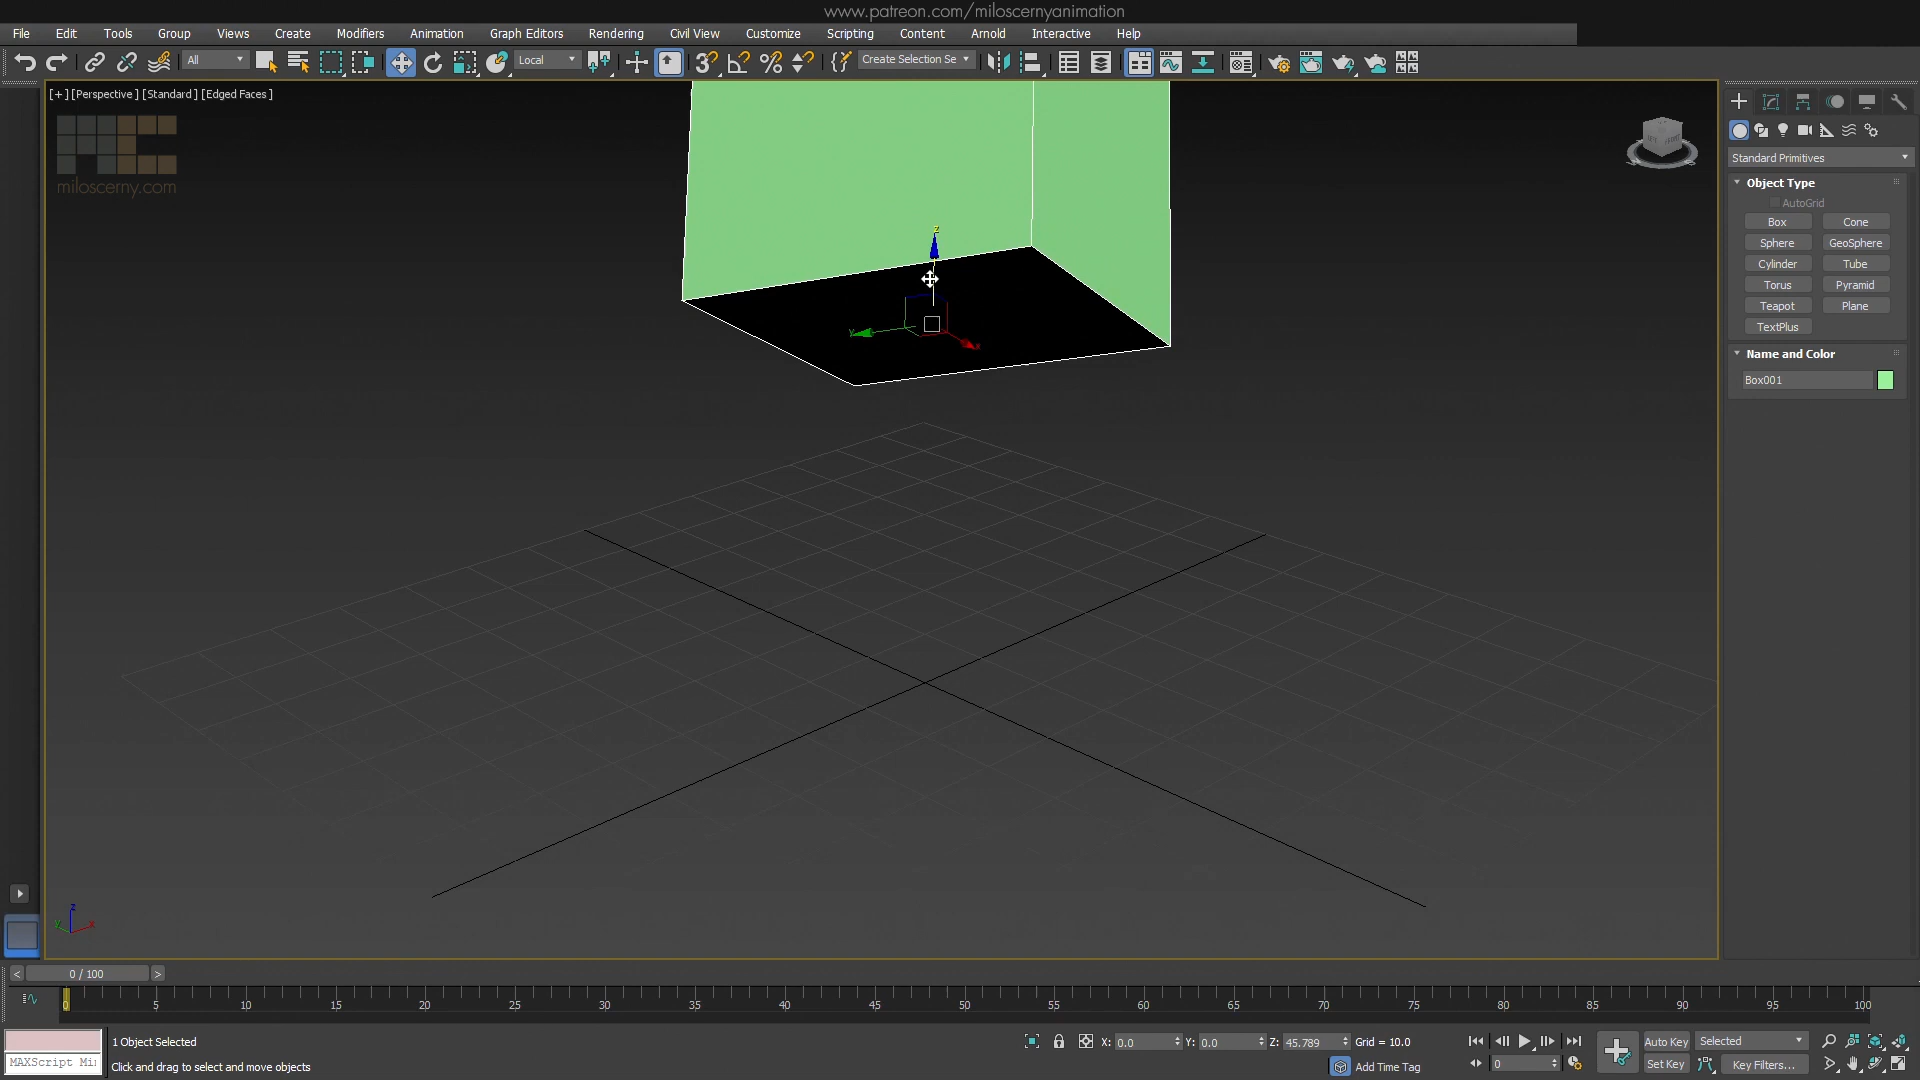 www.patreon.com/miloscernyanimation
File Edit Tools Group Views Create Modifiers Animation Graph Editors Rendering Civil View Customize Scripting Content Arnold Interactive Help
All Local Create Selection Se
[+] [Perspective] [Standard] [Edged Faces]
miloscerny.com
Standard Primitives
Object Type
AutoGrid
Box Cone
Sphere GeoSphere
Cylinder Tube
Torus Pyramid
Teapot Plane
TextPlus
Name and Color
Box001
z
y
x
z
y x
< 0 / 100 >
0 5 10 15 20 25 30 35 40 45 50 55 60 65 70 75 80 85 90 95 100
1 Object Selected X: 0.0 Y: 0.0 Z: 45.789 Grid = 10.0 Auto Key Selected
MAXScript Mi Click and drag to select and move objects Add Time Tag 0 Set Key Key Filters...